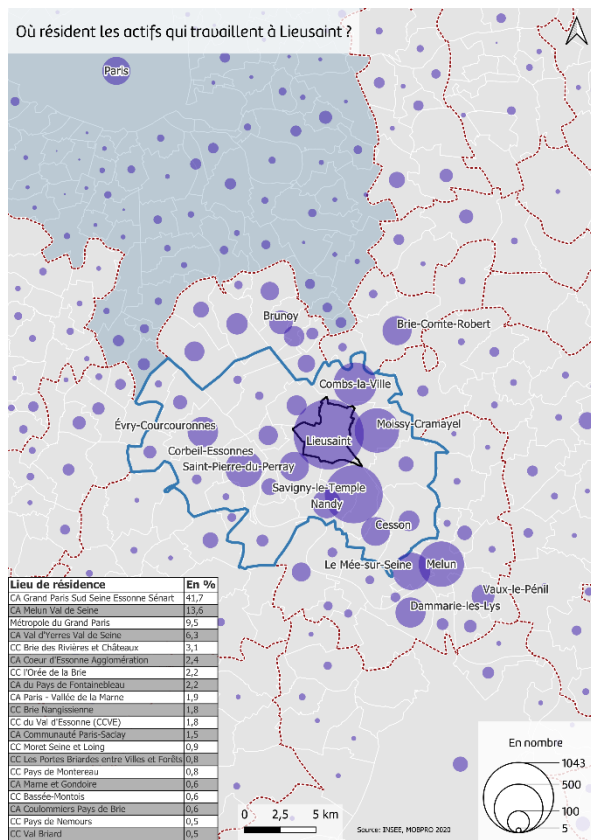 Où résident les actifs qui travaillent à Lieusaint ?
Paris
Brunoy
Brie-Comte-Robert
Combs-la-Ville
Évry-Courcouronnes
Moissy-Cramayel
Lieusaint
Corbeil-Essonnes
Saint-Pierre-du-Perray
Savigny-le-Temple
Nandy
Cesson
Le Mée-sur-Seine
Melun
Vaux-le-Pénil
Dammarie-les-Lys
Lieu de résidence En %
CA Grand Paris Sud Seine Essonne Sénart 41,7
CA Melun Val de Seine 13,6
Métropole du Grand Paris 9,5
CA Val d'Yerres Val de Seine 6,3
CC Brie des Rivières et Châteaux 3,1
CA Coeur d'Essonne Agglomération 2,4
CC l'Orée de la Brie 2,2
CA du Pays de Fontainebleau 2,2
CA Paris - Vallée de la Marne 1,9
CC Brie Nangissienne 1,8
CC du Val d'Essonne (CCVE) 1,8
CA Communauté Paris-Saclay 1,5
CC Moret Seine et Loing 0,9
CC Les Portes Briardes entre Villes et Forêts 0,8
CC Pays de Montereau 0,8
CA Marne et Gondoire 0,6
CC Bassée-Montois 0,6
CA Coulommiers Pays de Brie 0,6
CC Pays de Nemours 0,5
CC Val Briard 0,5
0 2,5 5 km
Source: INSEE, MOBPRO 2020
En nombre
1043
500
100
5